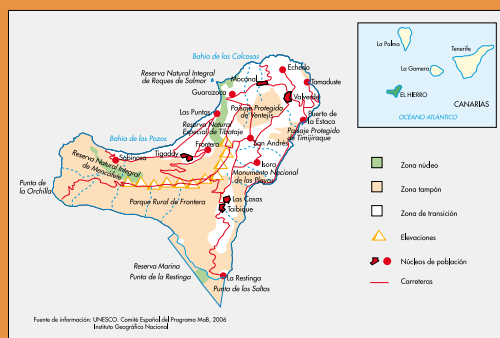 Bahía de las Calcosas
Reserva Natural Integral
de Roques de Salmor
Echedo
Mocanal
Tamaduste
Guarazoca
Valverde
Paisaje Protegido
de Ventejis
Puerto de
la Estaca
Las Puntas
Reserva Natural
Especial de Tibataje
Paisaje Protegido
de Timijiraque
Bahía de los Pozos
Frontera
San Andrés
Tigaday
Sabinosa
Isora
Reserva Natural Integral
de Mencáfete
Monumento Nacional
de las Playas
Punta de
la Orchilla
Parque Rural de Frontera
Las Casas
Taibique
Reserva Marina
Punta de la Restinga
La Restinga
Punta de los Saltos
La Palma
Tenerife
La Gomera
EL HIERRO
CANARIAS
OCÉANO ATLÁNTICO
Zona núcleo
Zona tampón
Zona de transición
Elevaciones
Núcleos de población
Carreteras
Fuente de información: UNESCO. Comité Español del Programa MaB, 2006
Instituto Geográfico Nacional